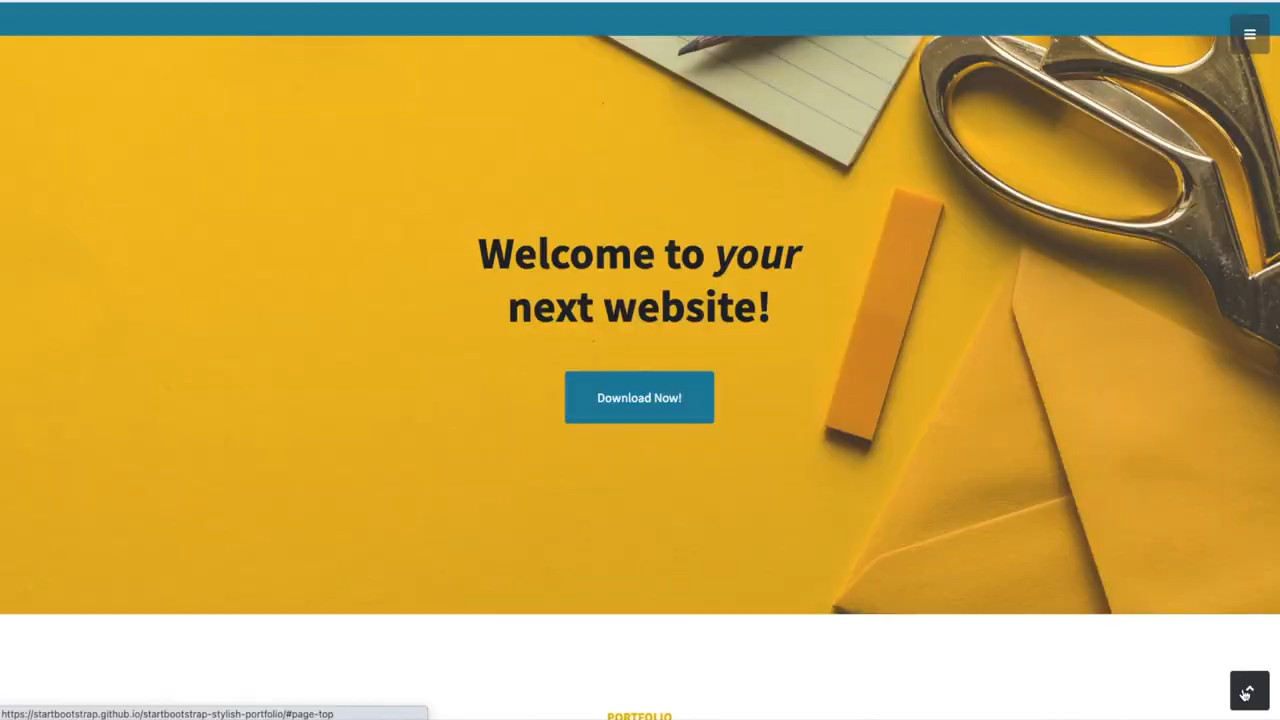 Welcome to your
next website!
Download Now!
PORTFOLIO
https://startbootstrap.github.io/startbootstrap-stylish-portfolio/#page-top